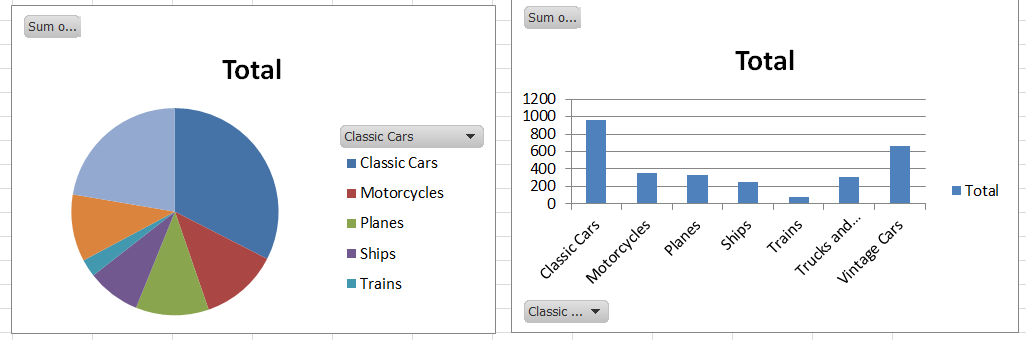 Sum o...
Total
Classic Cars
Classic Cars
Motorcycles
Planes
Ships
Trains
Sum o...
Total
1200
1000
800
600
400
200
0
Classic Cars
Motorcycles
Planes
Ships
Trains
Trucks and...
Vintage Cars
Total
Classic ...